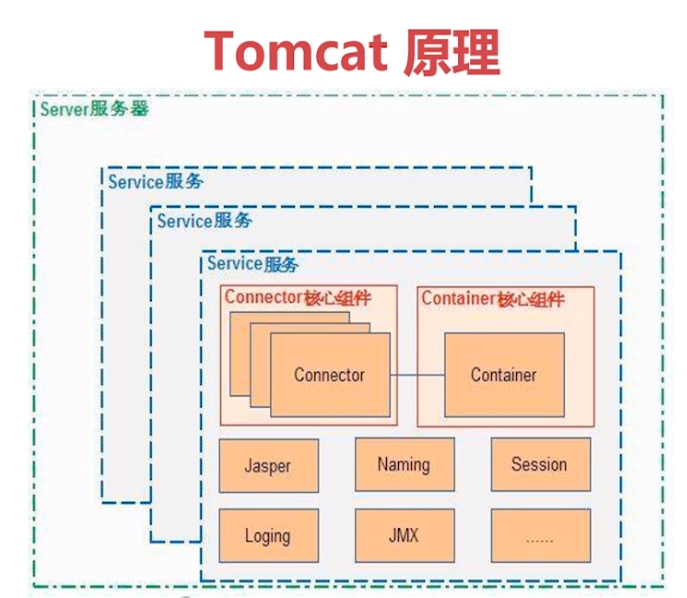 Tomcat 原理
Server服务器
Service服务
Service服务
Service服务
Connector核心组件
Container核心组件
Connector
Container
Jasper
Naming
Session
Loging
JMX
......